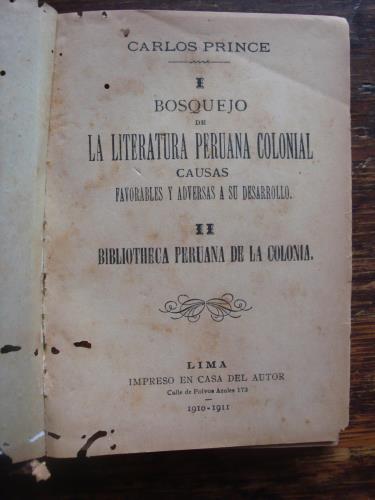 CARLOS PRINCE
I
BOSQUEJO
DE
LA LITERATURA PERUANA COLONIAL
CAUSAS
FAVORABLES Y ADVERSAS A SU DESARROLLO.
II
BIBLIOTHECA PERUANA DE LA COLONIA.
LIMA
IMPRESO EN CASA DEL AUTOR
Calle de Polvos Azules 173
1910-1911